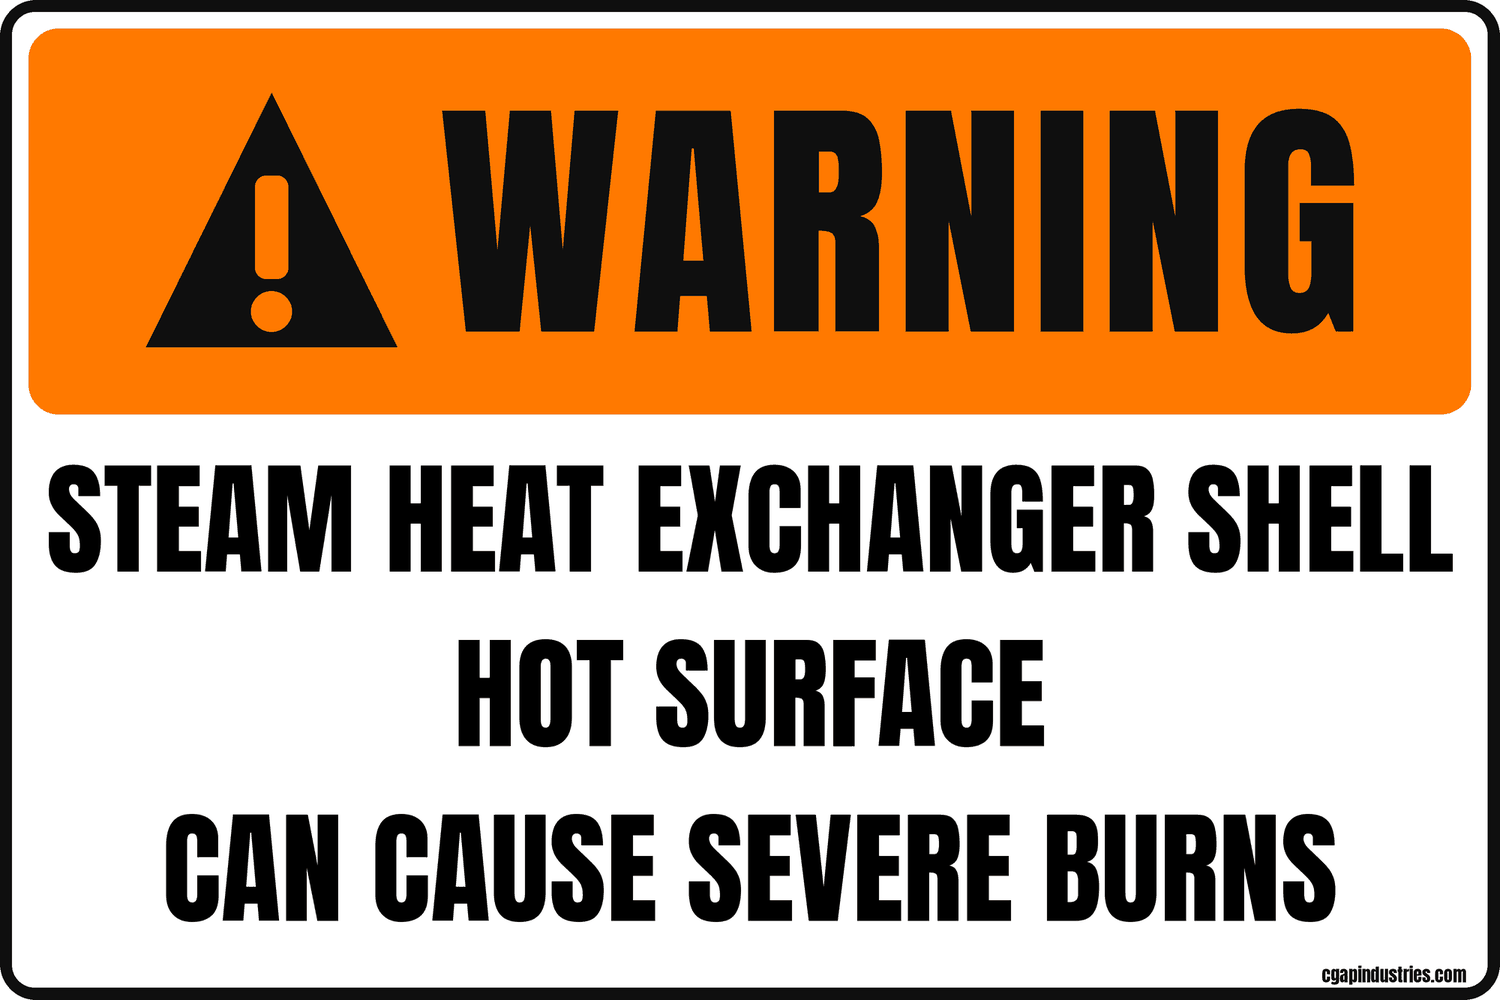 WARNING
STEAM HEAT EXCHANGER SHELL
HOT SURFACE
CAN CAUSE SEVERE BURNS
cgapindustries.com